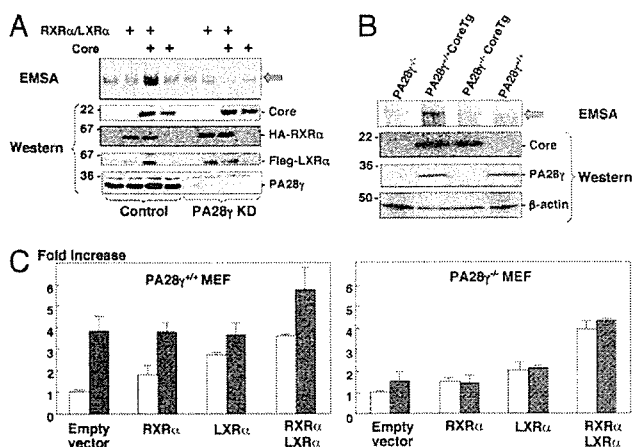 A
RXRα/LXRα + + + +
Core + + + +
EMSA
Western
22 Core
67 HA-RXRα
67 Flag-LXRα
36 PA28γ
Control PA28γ KD
B
PA28γ-/- PA28γ+/+CoreTg PA28γ-/-CoreTg PA28γ+/+
EMSA
22 Core
36 PA28γ
50 β-actin
Western
C
Fold Increase
PA28γ+/+ MEF
6
5
4
3
2
1
0
Empty vector
RXRα
LXRα
RXRα LXRα
PA28γ-/- MEF
6
5
4
3
2
1
0
Empty vector
RXRα
LXRα
RXRα LXRα